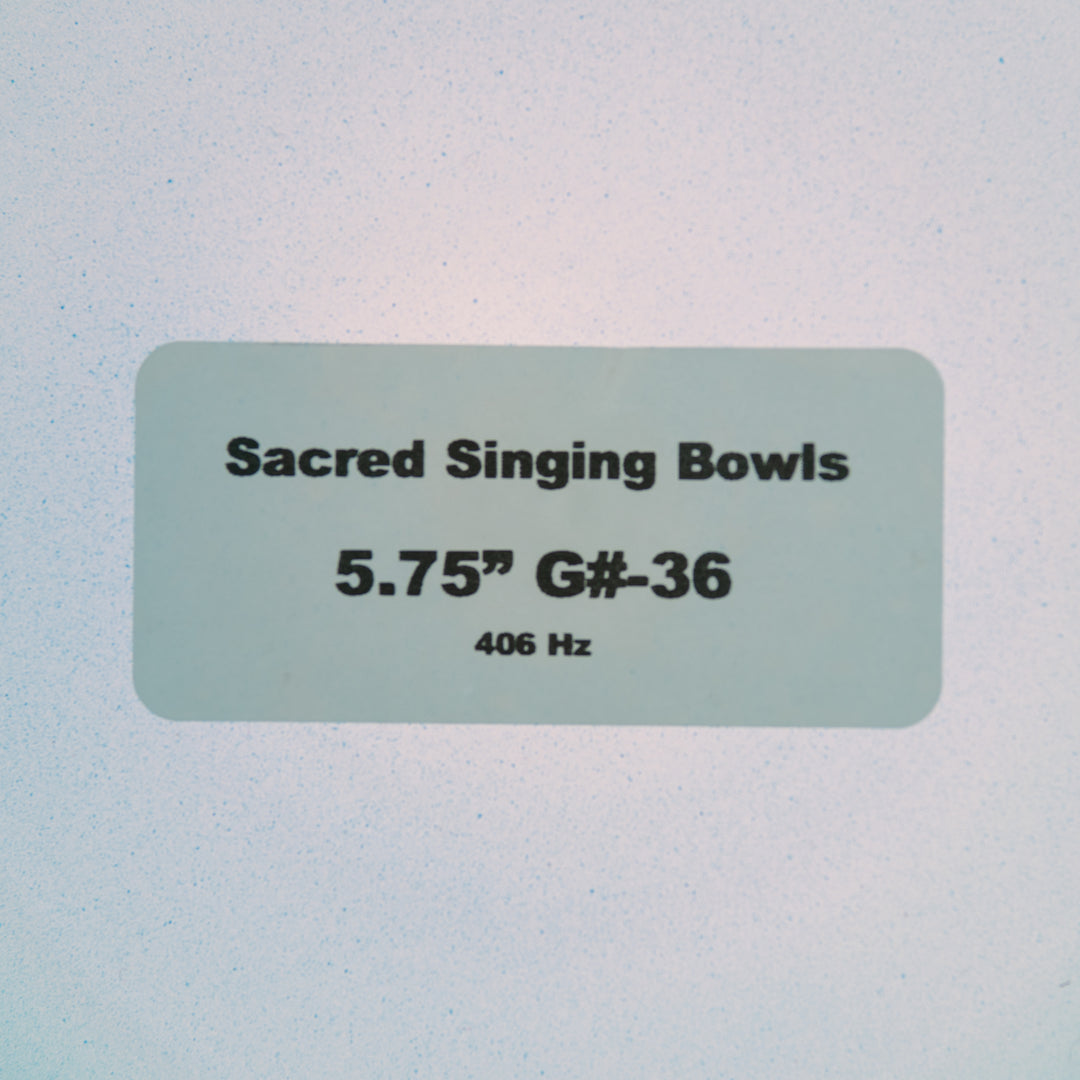 Sacred Singing Bowls
5.75” G#-36
406 Hz